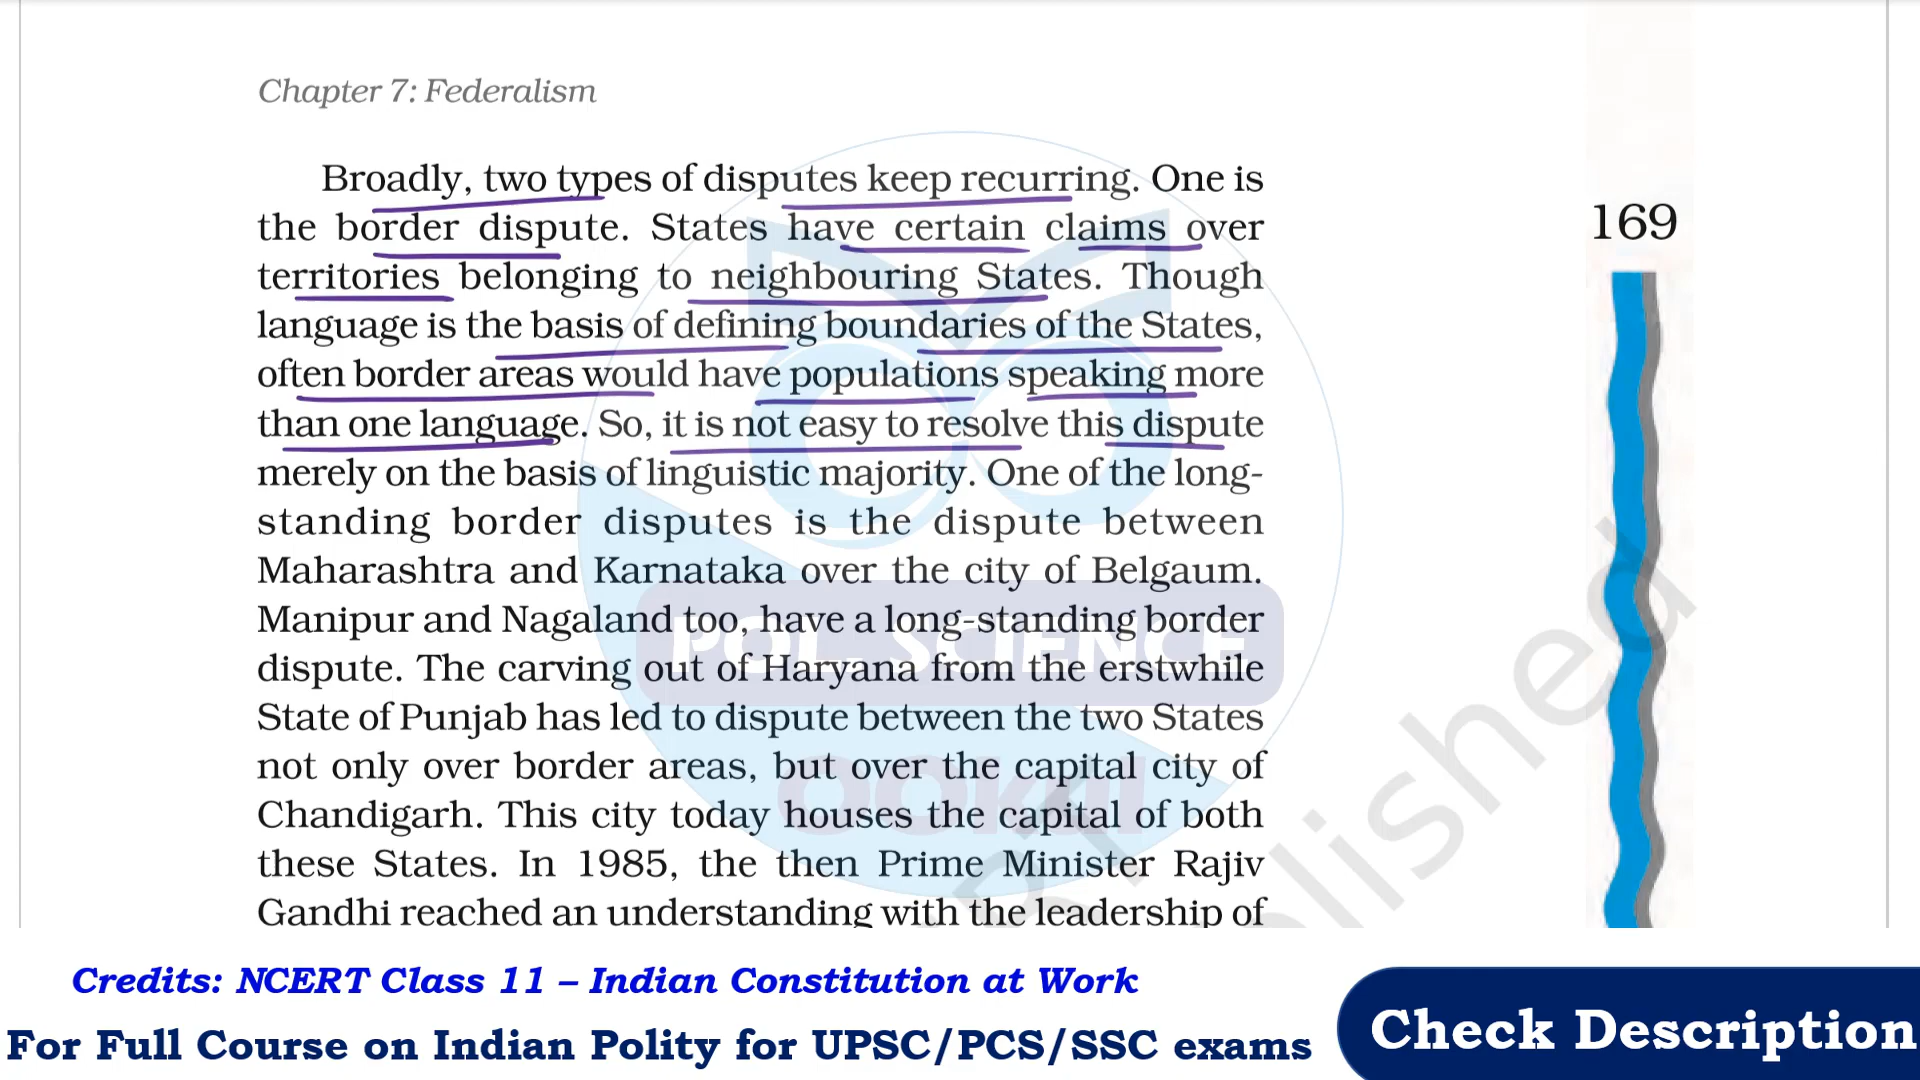 Chapter 7: Federalism
Broadly, two types of disputes keep recurring. One is
the border dispute. States have certain claims over
territories belonging to neighbouring States. Though
language is the basis of defining boundaries of the States,
often border areas would have populations speaking more
than one language. So, it is not easy to resolve this dispute
merely on the basis of linguistic majority. One of the long-
standing border disputes is the dispute between
Maharashtra and Karnataka over the city of Belgaum.
Manipur and Nagaland too, have a long-standing border
dispute. The carving out of Haryana from the erstwhile
State of Punjab has led to dispute between the two States
not only over border areas, but over the capital city of
Chandigarh. This city today houses the capital of both
these States. In 1985, the then Prime Minister Rajiv
Gandhi reached an understanding with the leadership of
169
POL. SCIENCE
Credits: NCERT Class 11 – Indian Constitution at Work
For Full Course on Indian Polity for UPSC/PCS/SSC exams
Check Description